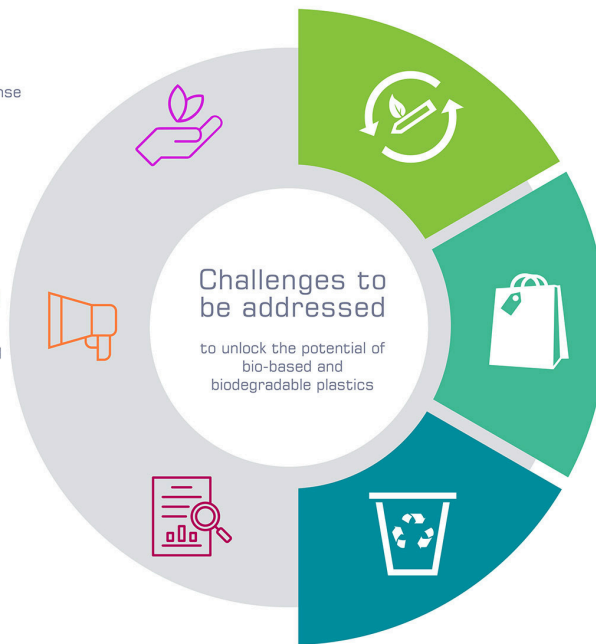 Challenges to
be addressed
to unlock the potential of
bio-based and
biodegradable plastics